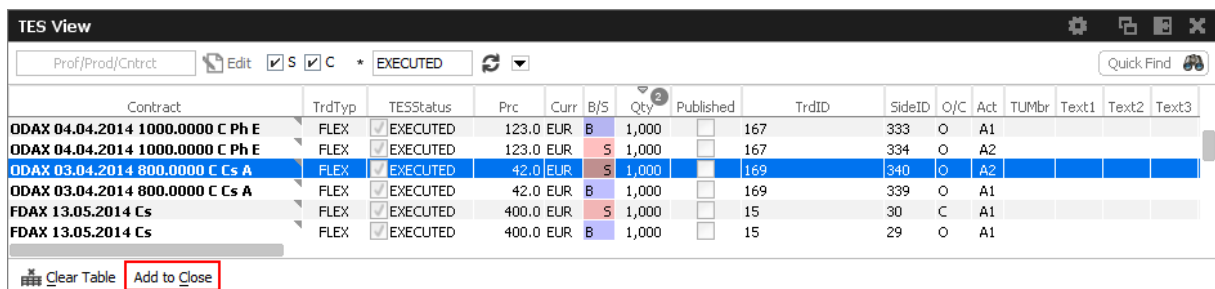 TES View
Prof/Prod/Cntrct Edit S C * EXECUTED Quick Find
Contract TrdTyp TESStatus Prc Curr B/S Qty 2 Published TrdID SideID O/C Act TUMbr Text1 Text2 Text3
ODAX 04.04.2014 1000.0000 C Ph E FLEX EXECUTED 123.0 EUR B 1,000 167 333 O A1
ODAX 04.04.2014 1000.0000 C Ph E FLEX EXECUTED 123.0 EUR S 1,000 167 334 O A2
ODAX 03.04.2014 800.0000 C Cs A FLEX EXECUTED 42.0 EUR S 1,000 169 340 O A2
ODAX 03.04.2014 800.0000 C Cs A FLEX EXECUTED 42.0 EUR B 1,000 169 339 O A1
FDAX 13.05.2014 Cs FLEX EXECUTED 400.0 EUR S 1,000 15 30 C A1
FDAX 13.05.2014 Cs FLEX EXECUTED 400.0 EUR B 1,000 15 29 O A1
Clear Table Add to Close